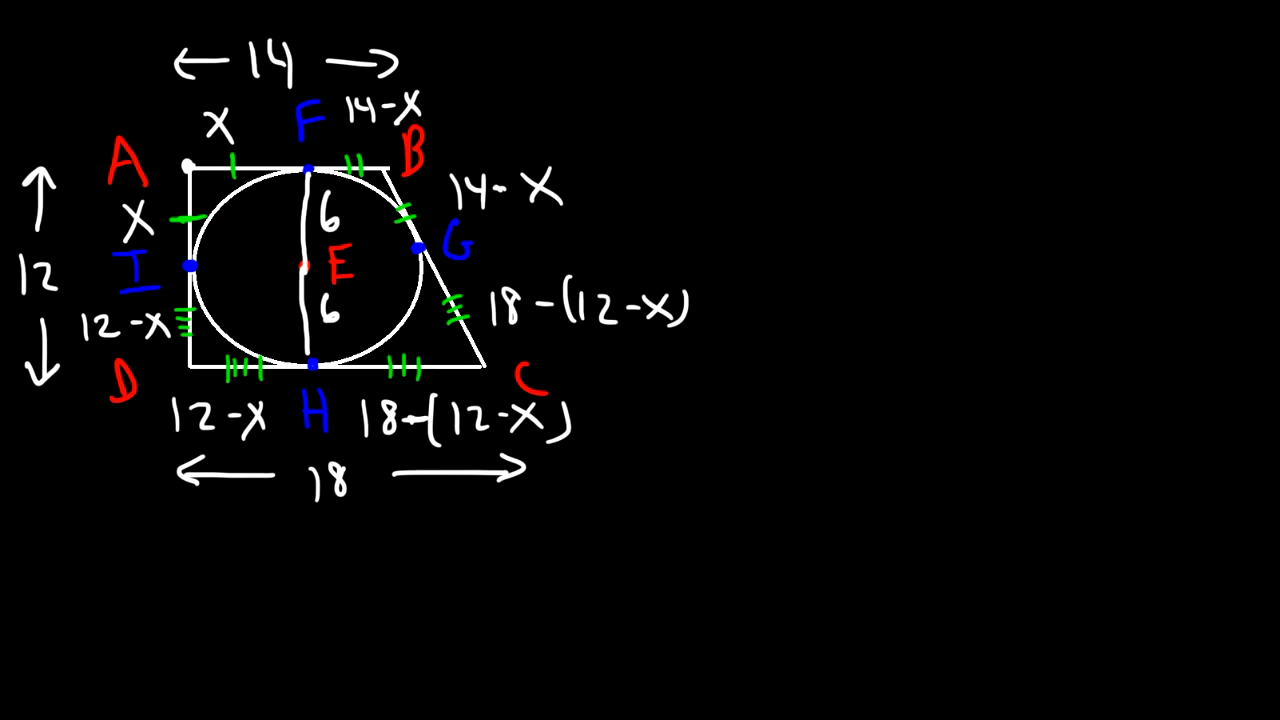 14
x 14-x
F
A B
x 14-x
6
G
12 I E
6
12-x 18-(12-x)
D C
12-x H 18-(12-x)
18